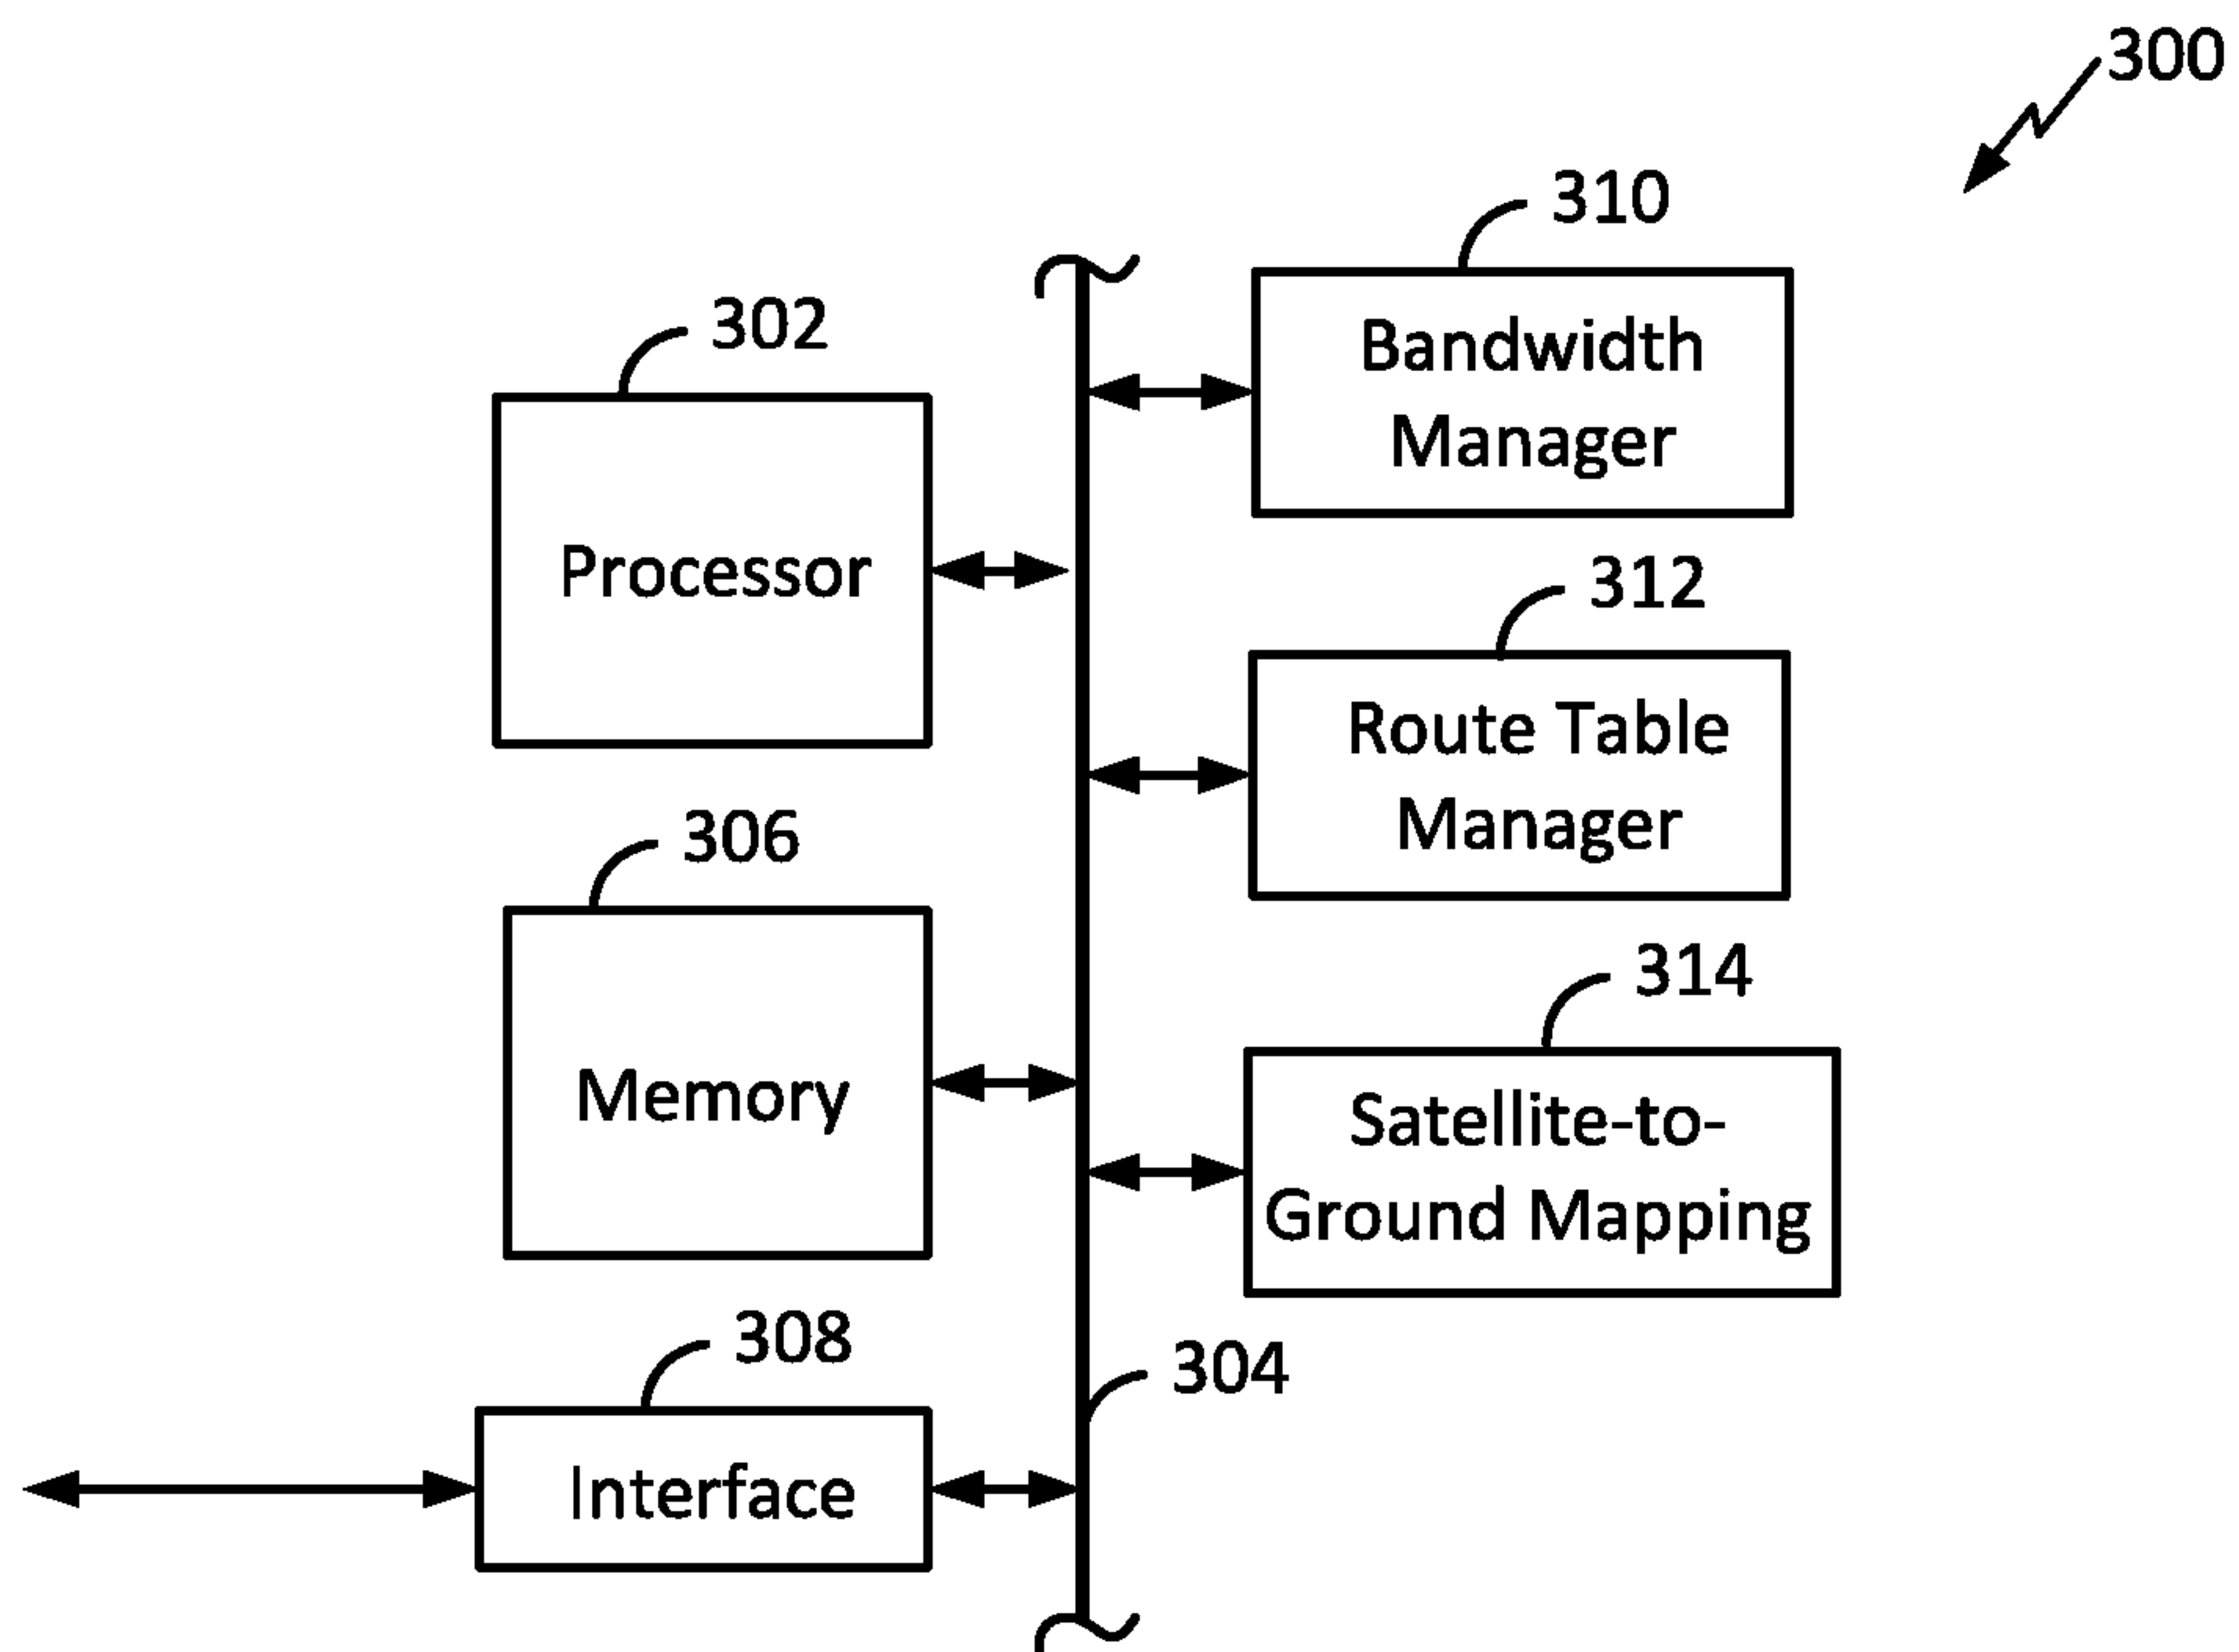 300
310
Bandwidth
Manager
302
Processor
312
Route Table
Manager
306
Memory
314
Satellite-to-
Ground Mapping
308
Interface
304